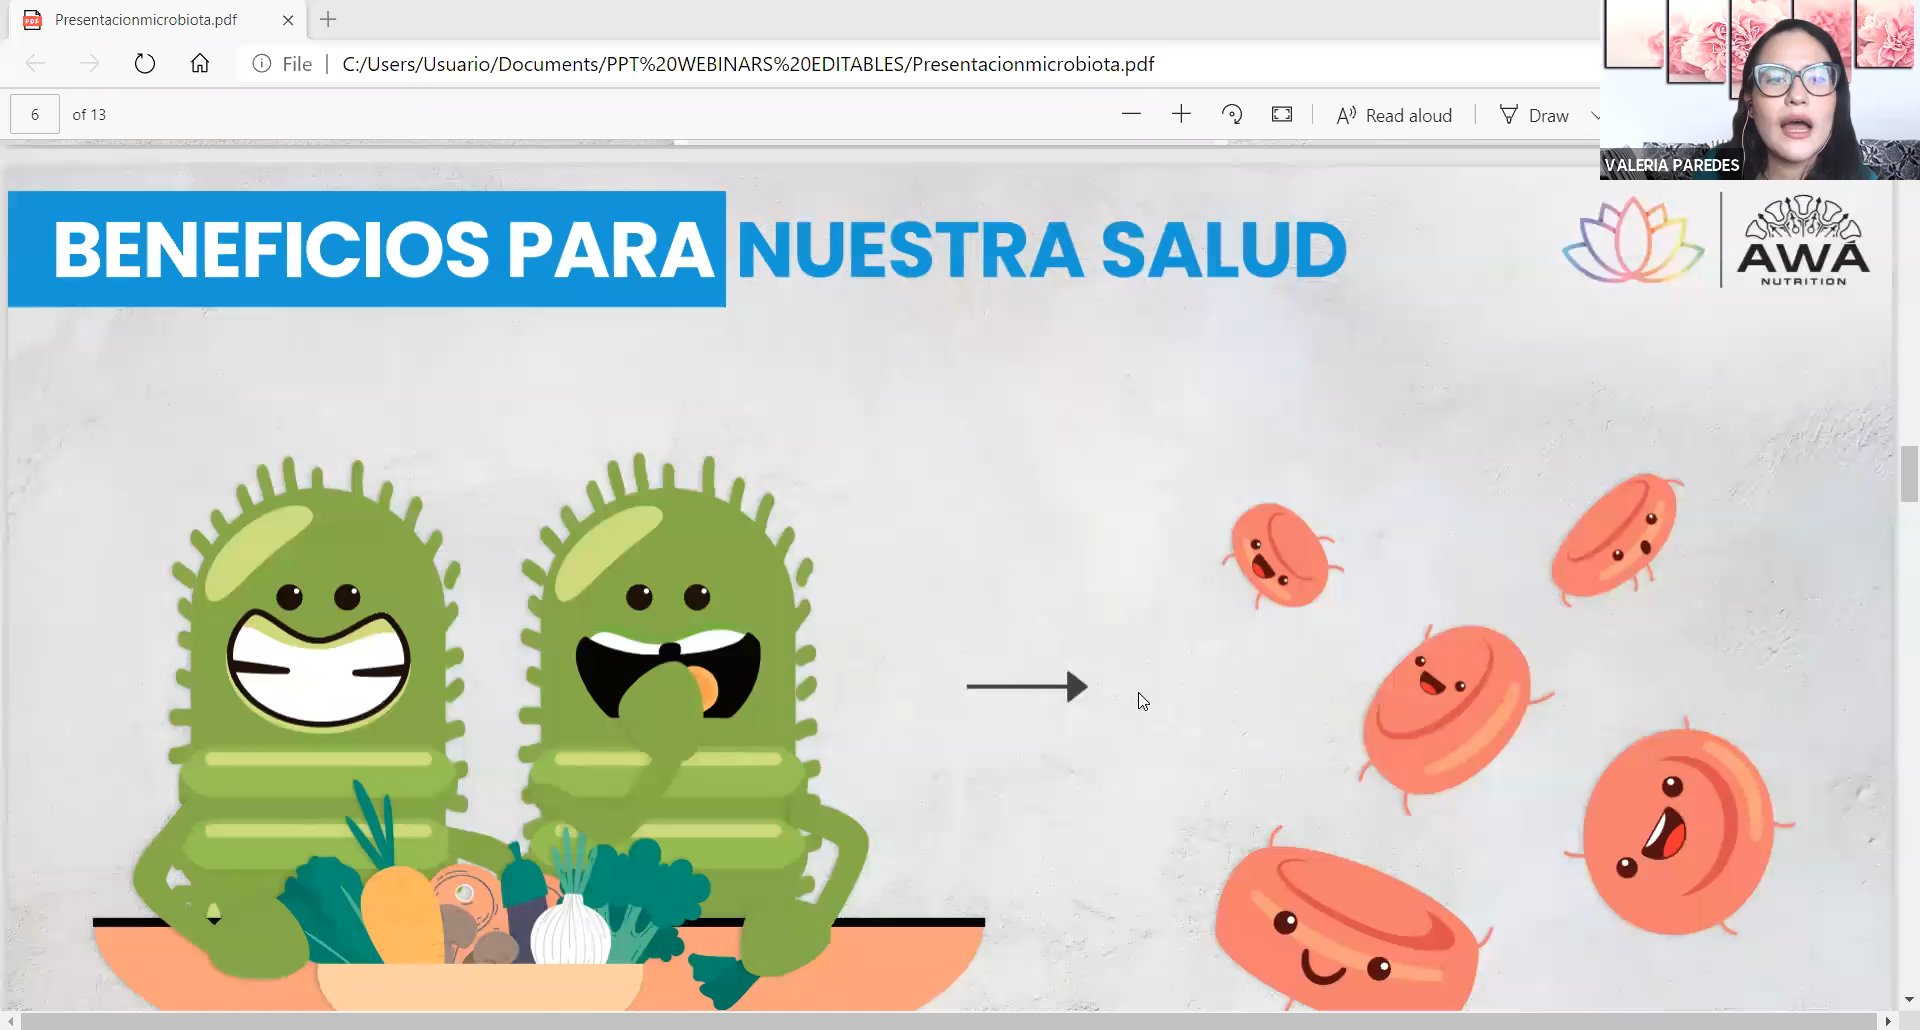 Presentacionmicrobiota.pdf
File
C:/Users/Usuario/Documents/PPT%20WEBINARS%20EDITABLES/Presentacionmicrobiota.pdf
6 of 13
Read aloud
Draw
VALERIA PAREDES
BENEFICIOS PARA NUESTRA SALUD
AWÁ
NUTRITION